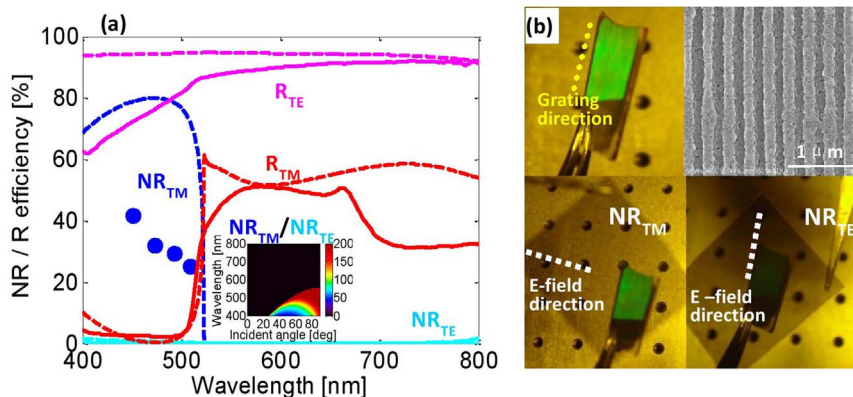 (a)
NR / R efficiency [%]
100
80
60
40
20
0
R_TE
R_TM
NR_TM
NR_TM/NR_TE
NR_TE
Wavelength [nm]
800
700
600
500
400
200
150
100
50
0
0 20 40 60 80
Incident angle [deg]
400 500 600 700 800
Wavelength [nm]
(b)
Grating
direction
1 μm
NR_TM
E-field
direction
NR_TE
E –field
direction